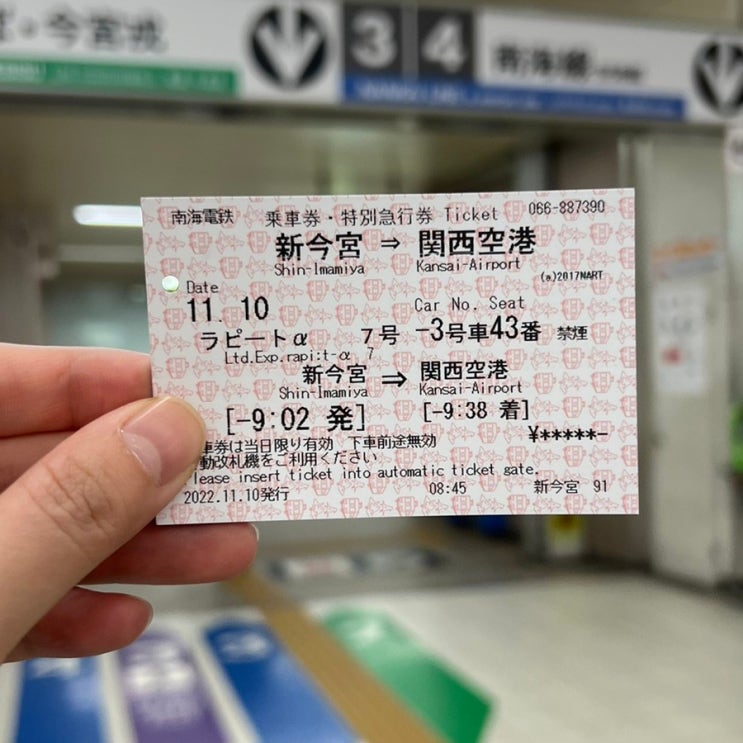 今宮戎
3 4 南海線
南海電鉄 乗車券・特別急行券 Ticket 066-887390
新今宮 ⇒ 関西空港
Shin-Imamiya Kansai-Airport
(a)2017NART
Date
11.10 Car No. Seat
ラピートα 7号 -3号車43番 禁煙
Ltd.Exp.rapi:t-α 7
新今宮 ⇒ 関西空港
Shin-Imamiya Kansai-Airport
[-9:02 発] [-9:38 着]
車券は当日限り有効 下車前途無効 ¥*****-
動改札機をご利用ください
lease insert ticket into automatic ticket gate.
2022.11.10発行 08:45 新今宮 91